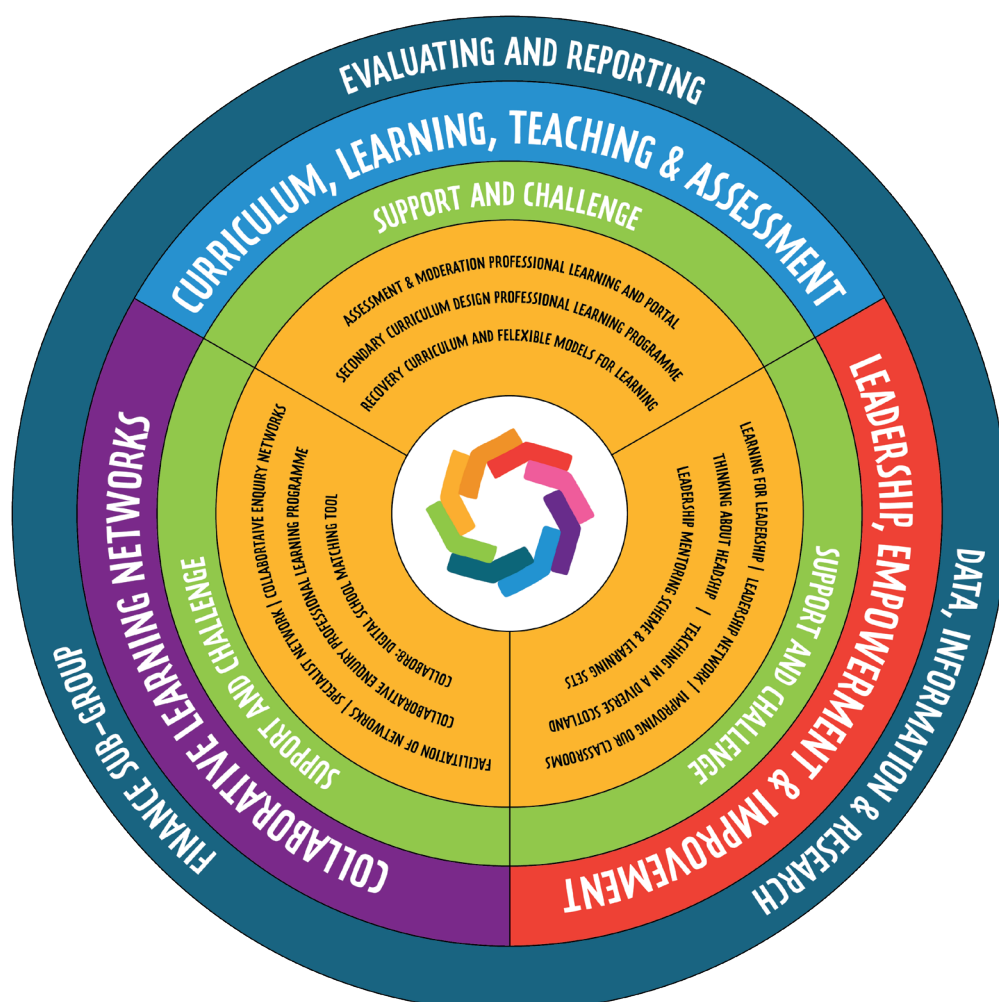 EVALUATING AND REPORTING
CURRICULUM, LEARNING, TEACHING & ASSESSMENT
SUPPORT AND CHALLENGE
ASSESSMENT & MODERATION PROFESSIONAL LEARNING AND PORTAL
SECONDARY CURRICULUM DESIGN PROFESSIONAL LEARNING PROGRAMME
RECOVERY CURRICULUM AND FELEXIBLE MODELS FOR LEARNING
DATA, INFORMATION & RESEARCH
LEADERSHIP, EMPOWERMENT & IMPROVEMENT
SUPPORT AND CHALLENGE
LEARNING FOR LEADERSHIP | LEADERSHIP NETWORK | IMPROVING OUR CLASSROOMS
THINKING ABOUT HEADSHIP | TEACHING IN A DIVERSE SCOTLAND
LEADERSHIP MENTORING SCHEME & LEARNING SETS
FINANCE SUB-GROUP
COLLABORATIVE LEARNING NETWORKS
SUPPORT AND CHALLENGE
FACILITATION OF NETWORKS | SPECIALIST NETWORK | COLLABORTAIVE ENQUIRY NETWORKS
COLLABORATIVE ENQUIRY PROFESSIONAL LEARNING PROGRAMME
COLLABOR8: DIGITAL SCHOOL MATCHING TOOL